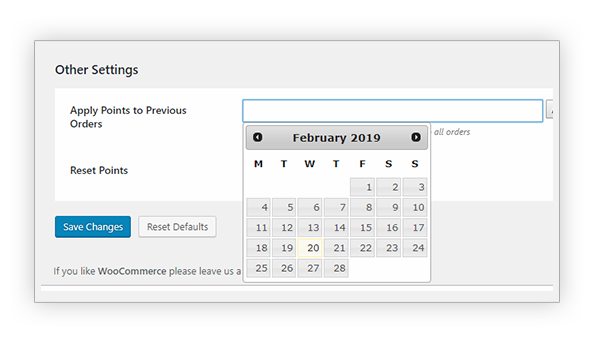 Other Settings
Apply Points to Previous
Orders
all orders
February 2019
M T W T F S S
1 2 3
4 5 6 7 8 9 10
11 12 13 14 15 16 17
18 19 20 21 22 23 24
25 26 27 28
Reset Points
Save Changes Reset Defaults
If you like WooCommerce please leave us a